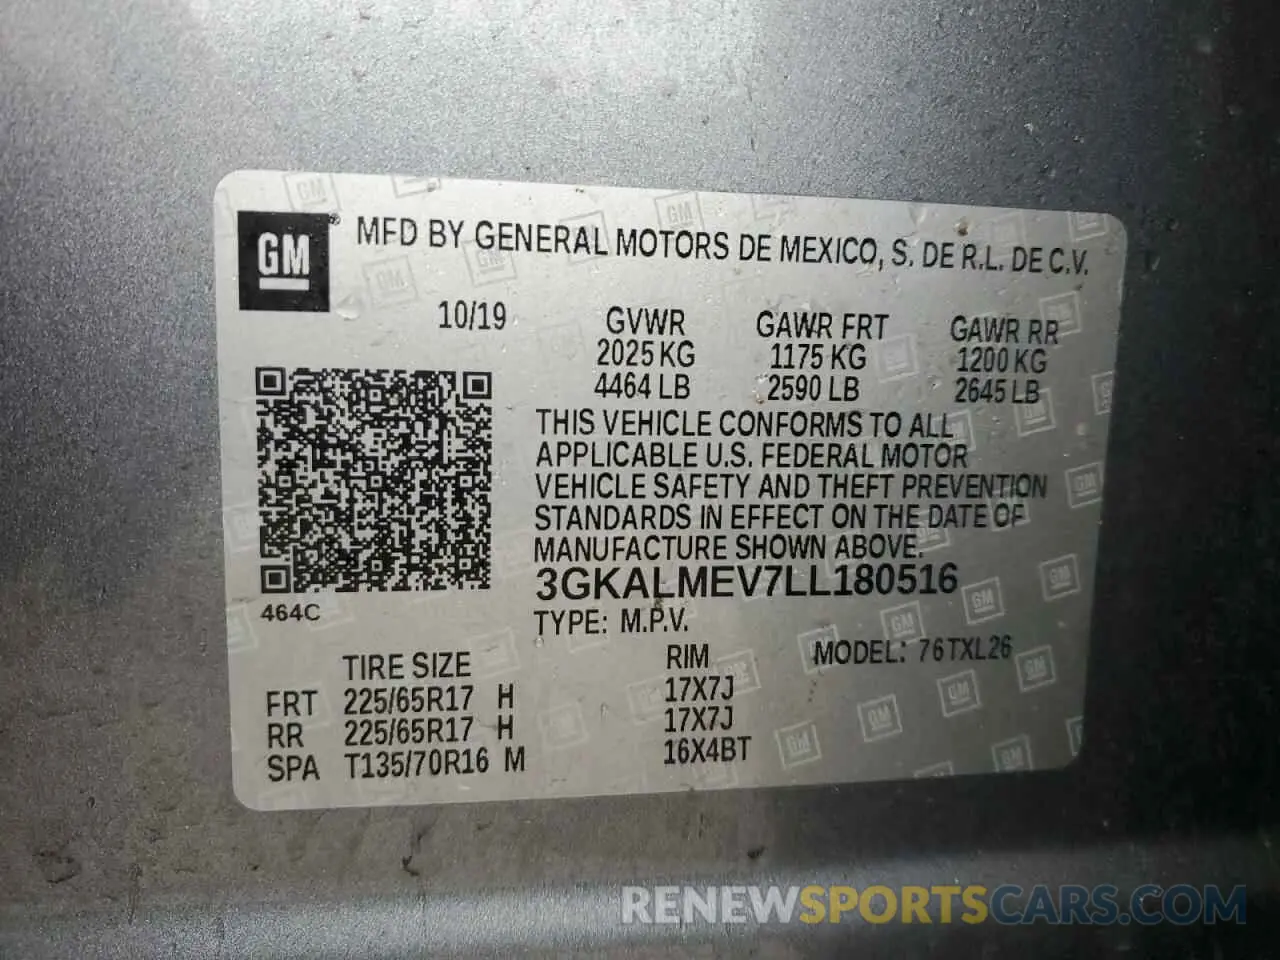 GM
MFD BY GENERAL MOTORS DE MEXICO, S. DE R.L. DE C.V.
10/19 GVWR GAWR FRT GAWR RR
2025 KG 1175 KG 1200 KG
4464 LB 2590 LB 2645 LB
THIS VEHICLE CONFORMS TO ALL
APPLICABLE U.S. FEDERAL MOTOR
VEHICLE SAFETY AND THEFT PREVENTION
STANDARDS IN EFFECT ON THE DATE OF
MANUFACTURE SHOWN ABOVE.
3GKALMEV7LL180516
464C
TYPE: M.P.V.
TIRE SIZE RIM MODEL: 76TXL26
FRT 225/65R17 H 17X7J
RR 225/65R17 H 17X7J
SPA T135/70R16 M 16X4BT
RENEWSPORTSCARS.COM